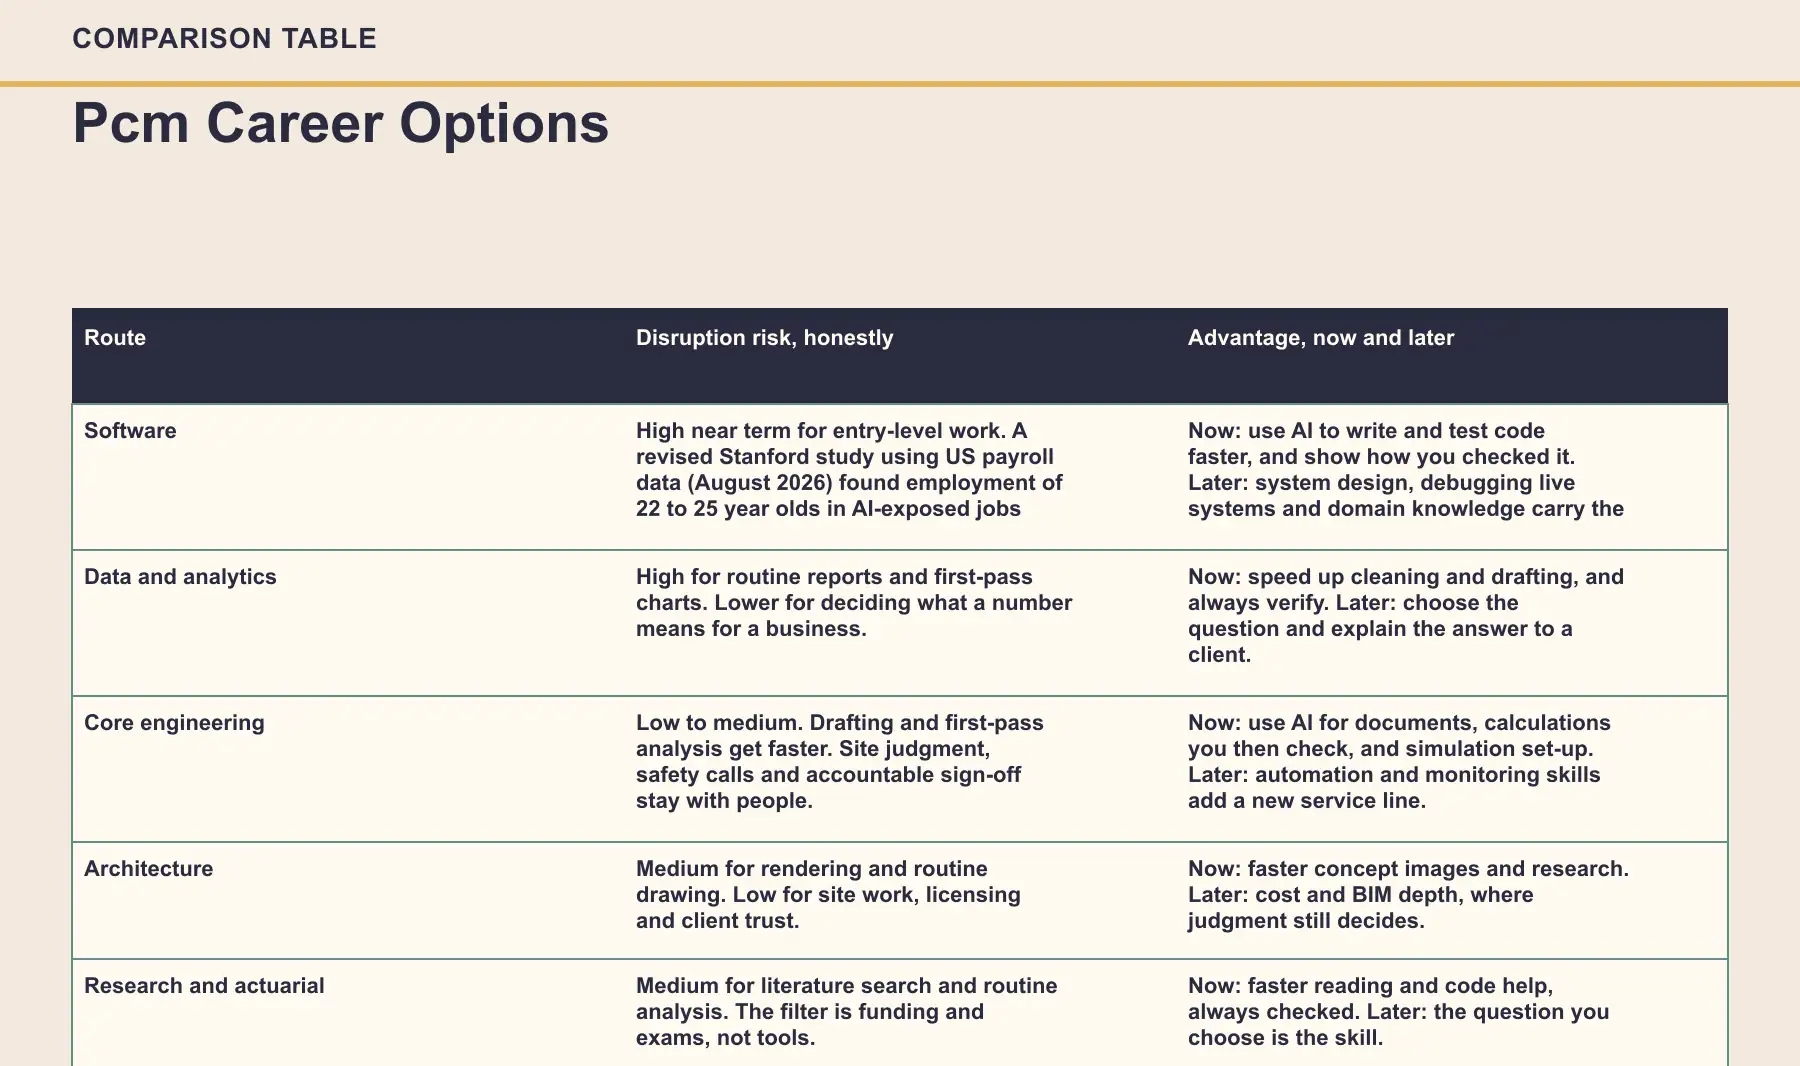 COMPARISON TABLE
Pcm Career Options
Route
Disruption risk, honestly
Advantage, now and later
Software
High near term for entry-level work. A
revised Stanford study using US payroll
data (August 2026) found employment of
22 to 25 year olds in AI-exposed jobs
Now: use AI to write and test code
faster, and show how you checked it.
Later: system design, debugging live
systems and domain knowledge carry the
Data and analytics
High for routine reports and first-pass
charts. Lower for deciding what a number
means for a business.
Now: speed up cleaning and drafting, and
always verify. Later: choose the
question and explain the answer to a
client.
Core engineering
Low to medium. Drafting and first-pass
analysis get faster. Site judgment,
safety calls and accountable sign-off
stay with people.
Now: use AI for documents, calculations
you then check, and simulation set-up.
Later: automation and monitoring skills
add a new service line.
Architecture
Medium for rendering and routine
drawing. Low for site work, licensing
and client trust.
Now: faster concept images and research.
Later: cost and BIM depth, where
judgment still decides.
Research and actuarial
Medium for literature search and routine
analysis. The filter is funding and
exams, not tools.
Now: faster reading and code help,
always checked. Later: the question you
choose is the skill.